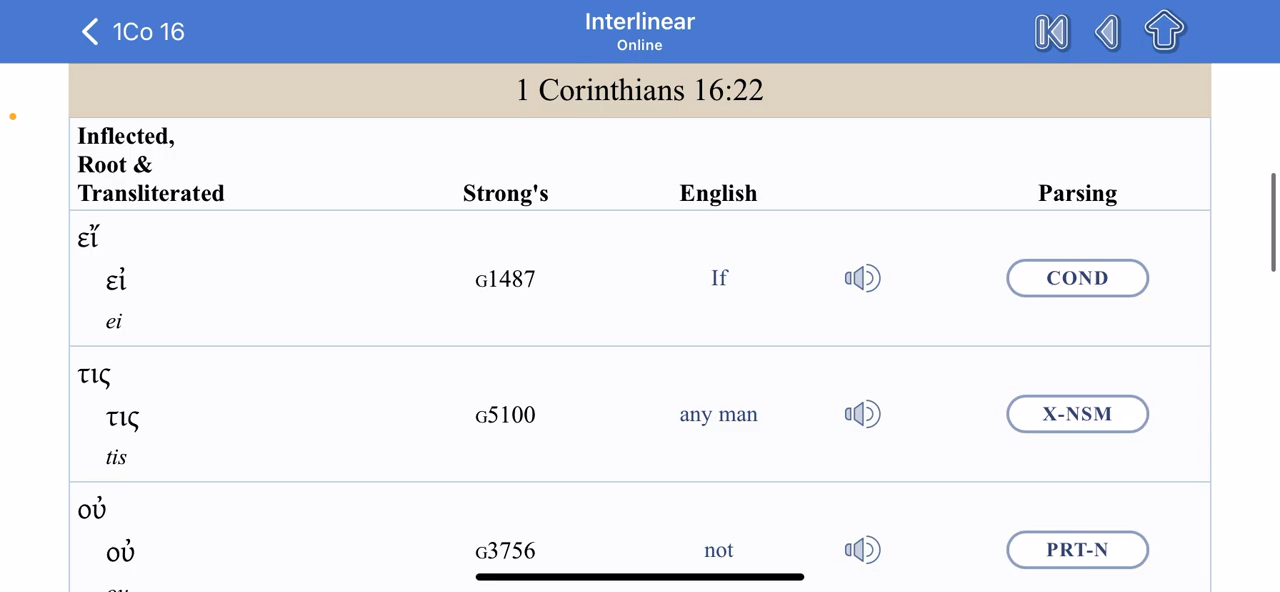 1Co 16
Interlinear
Online
1 Corinthians 16:22
Inflected,
Root &
Transliterated
Strong's
English
Parsing
εἴ
εἰ
ei
G1487
If
COND
τις
τὶς
tis
G5100
any man
X-NSM
οὐ
οὐ
G3756
not
PRT-N